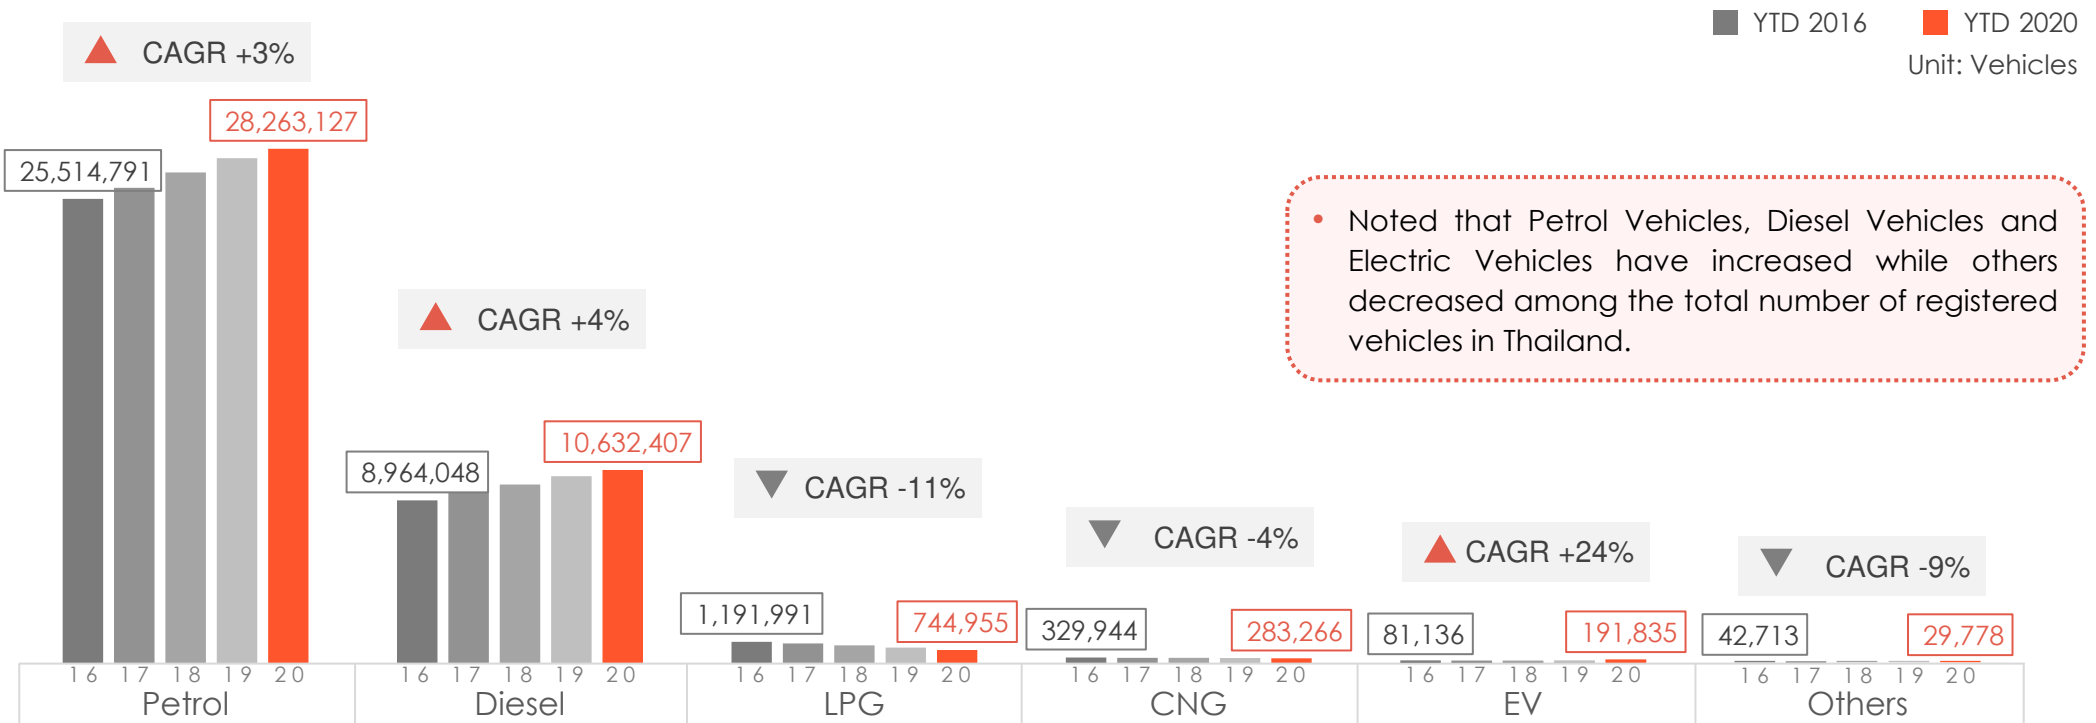 YTD 2016 YTD 2020
Unit: Vehicles
CAGR +3%
28,263,127
25,514,791
• Noted that Petrol Vehicles, Diesel Vehicles and
Electric Vehicles have increased while others
decreased among the total number of registered
vehicles in Thailand.
CAGR +4%
10,632,407
8,964,048
CAGR -11%
CAGR -4%
CAGR +24%
CAGR -9%
1,191,991
744,955
329,944
283,266
81,136
191,835
42,713
29,778
16 17 18 19 20
16 17 18 19 20
16 17 18 19 20
16 17 18 19 20
16 17 18 19 20
16 17 18 19 20
Petrol
Diesel
LPG
CNG
EV
Others